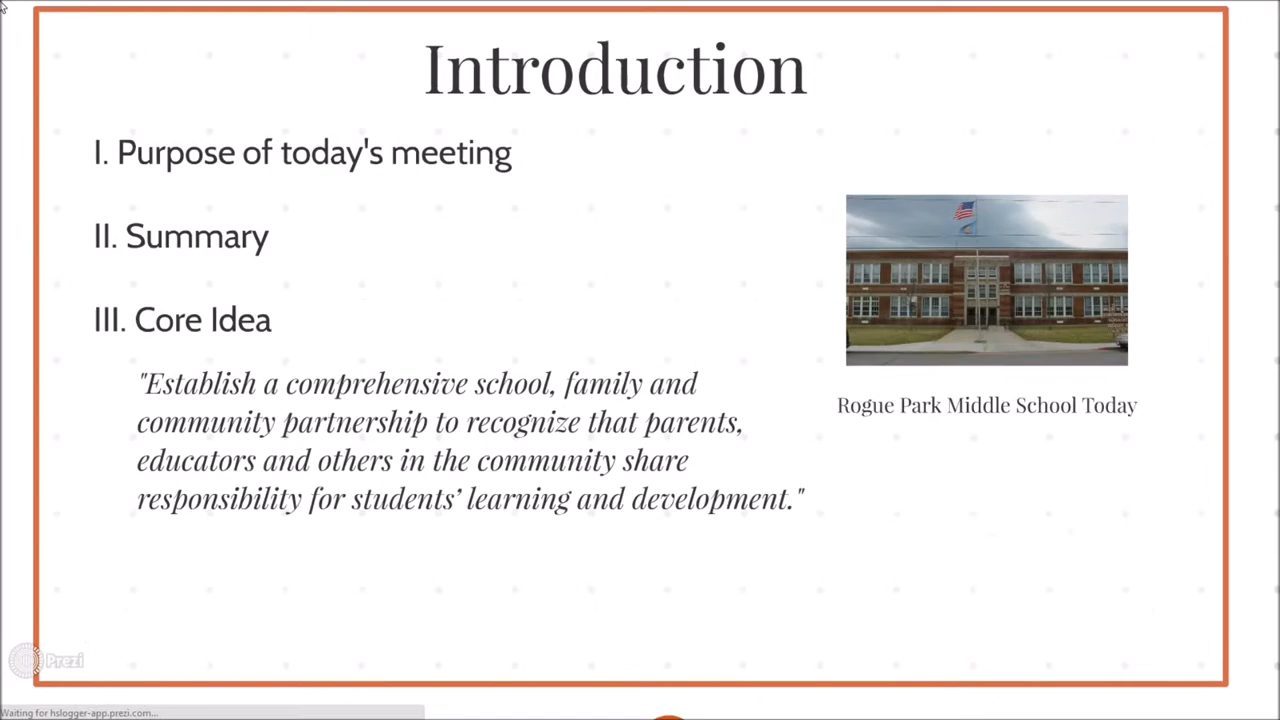 Introduction
I. Purpose of today's meeting
II. Summary
III. Core Idea
"Establish a comprehensive school, family and
community partnership to recognize that parents,
educators and others in the community share
responsibility for students’ learning and development."
Rogue Park Middle School Today
Prezi
Waiting for hslogger-app.prezi.com...